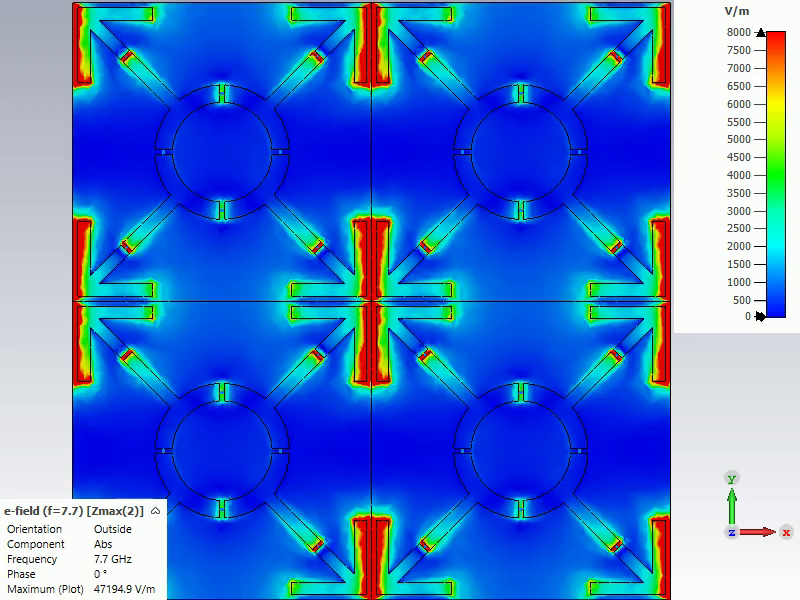 V/m
8000
7500
7000
6500
6000
5500
5000
4500
4000
3500
3000
2500
2000
1500
1000
500
0
e-field (f=7.7) [Zmax(2)]
Orientation Outside
Component Abs
Frequency 7.7 GHz
Phase 0 °
Maximum (Plot) 47194.9 V/m
y
z x